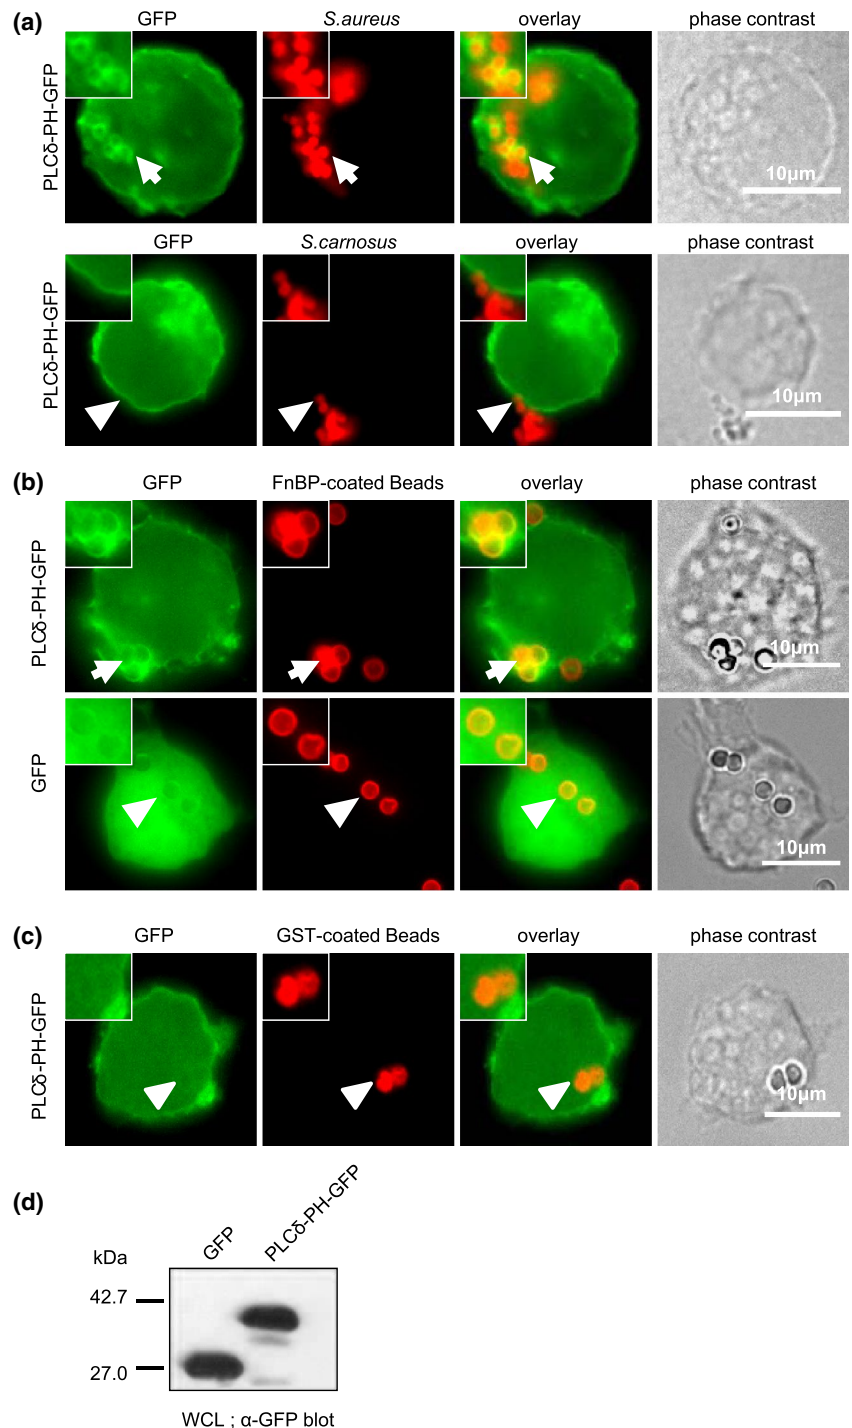 (a)
GFP S.aureus overlay phase contrast
PLCδ-PH-GFP
10µm
GFP S.carnosus overlay phase contrast
PLCδ-PH-GFP
10µm
(b)
GFP FnBP-coated Beads overlay phase contrast
PLCδ-PH-GFP
10µm
GFP
10µm
(c)
GFP GST-coated Beads overlay phase contrast
PLCδ-PH-GFP
10µm
(d)
kDa GFP PLCδ-PH-GFP
42.7
27.0
WCL ; α-GFP blot